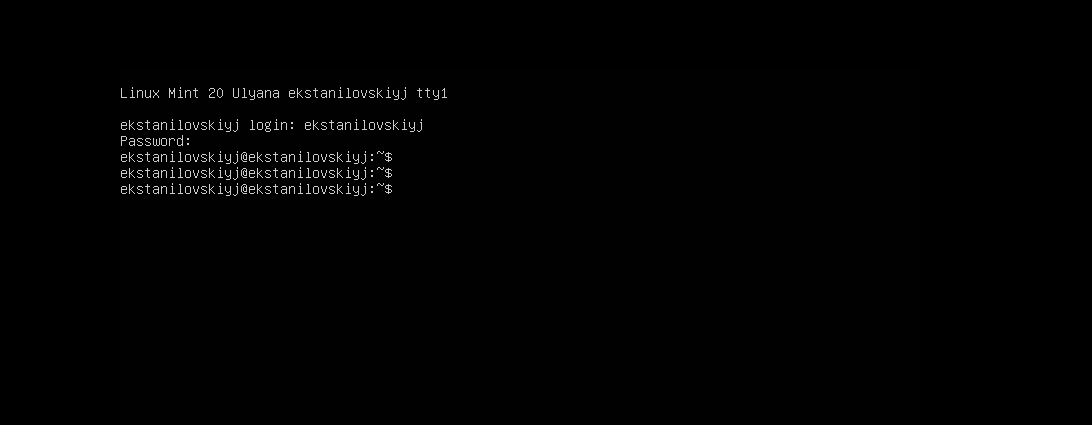 Linux Mint 20 Ulyana ekstanilovskiyj tty1
ekstanilovskiyj login: ekstanilovskiyj
Password:
ekstanilovskiyj@ekstanilovskiyj:~$
ekstanilovskiyj@ekstanilovskiyj:~$
ekstanilovskiyj@ekstanilovskiyj:~$